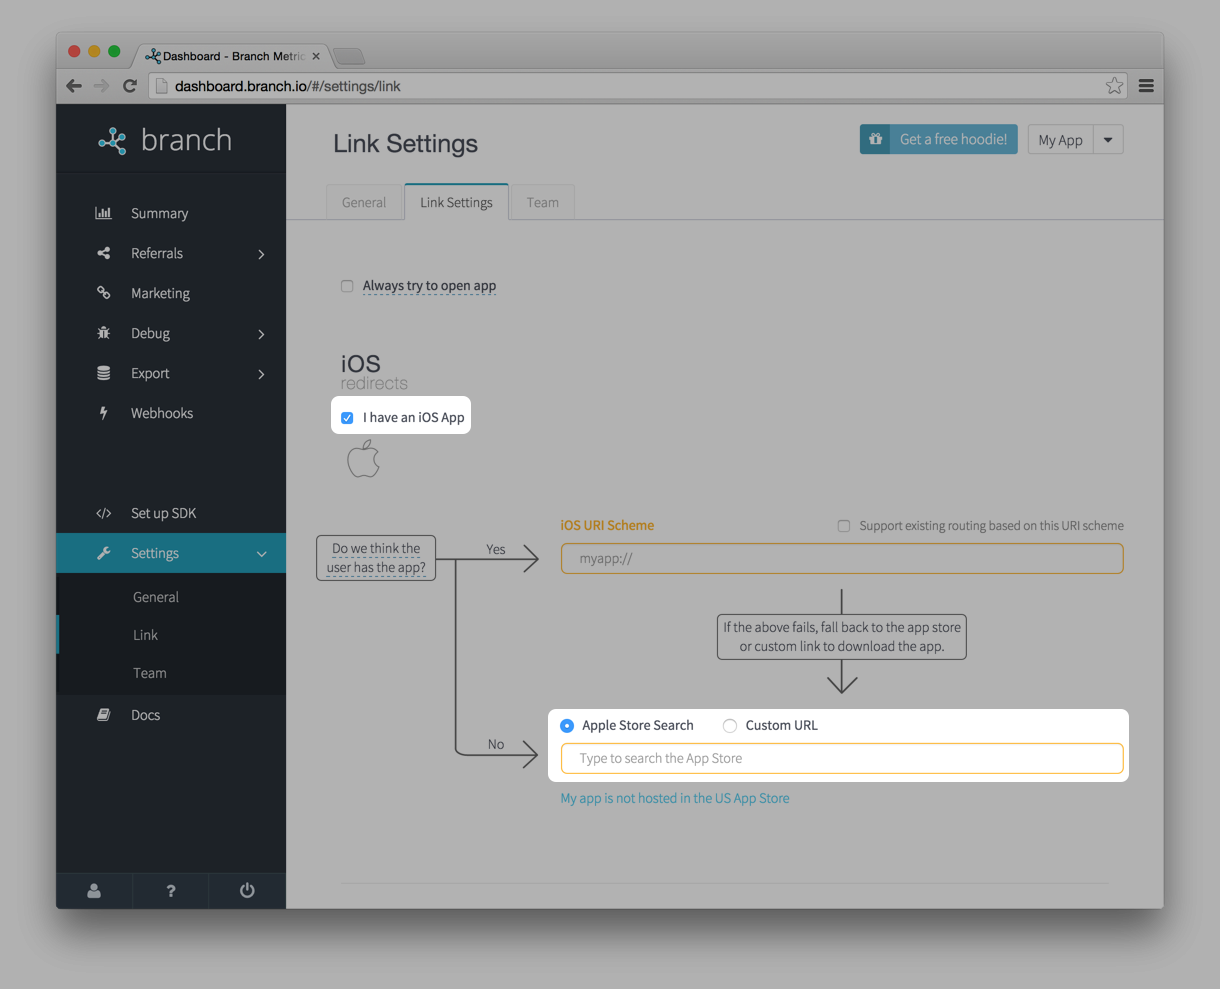 Dashboard - Branch Metric
dashboard.branch.io/#/settings/link
branch
Summary
Referrals
Marketing
Debug
Export
Webhooks
Set up SDK
Settings
General
Link
Team
Docs
?
Link Settings
Get a free hoodie!
My App
General
Link Settings
Team
Always try to open app
iOS
redirects
I have an iOS App
Do we think the
user has the app?
Yes
No
iOS URI Scheme
Support existing routing based on this URI scheme
myapp://
If the above fails, fall back to the app store
or custom link to download the app.
Apple Store Search
Custom URL
Type to search the App Store
My app is not hosted in the US App Store